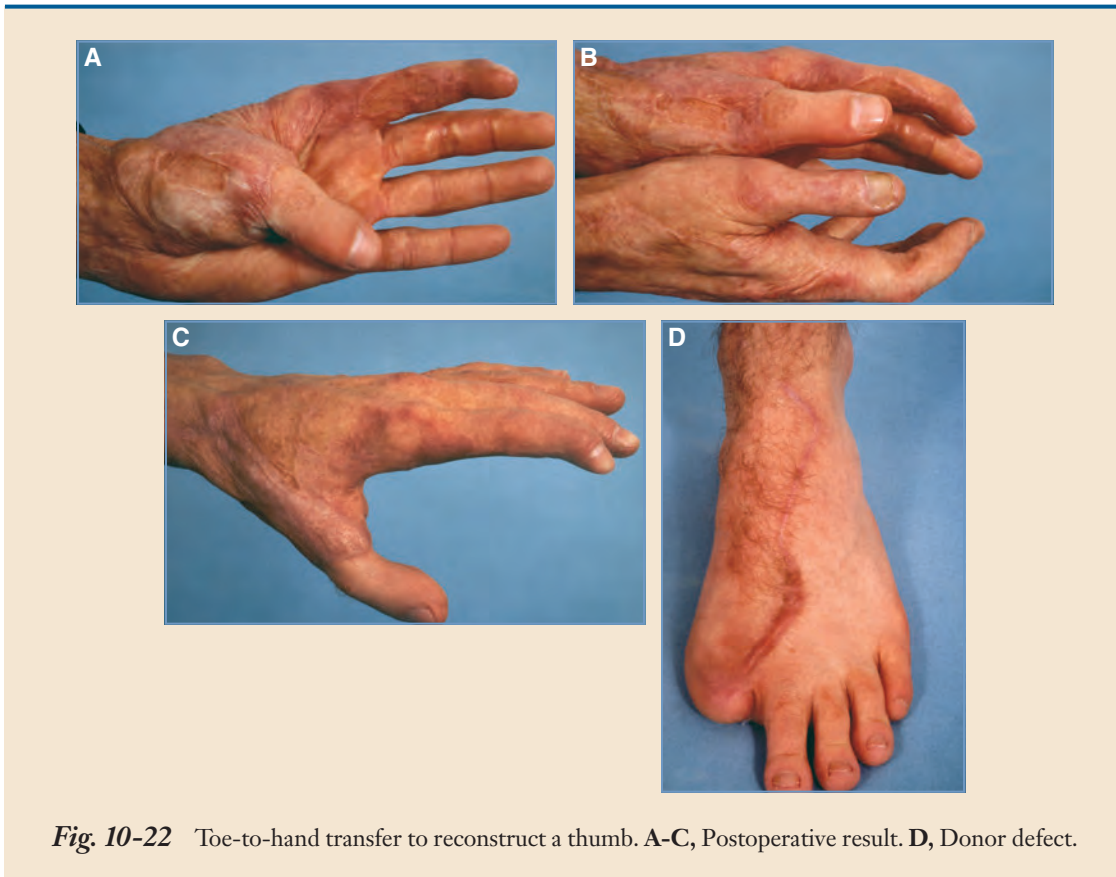 A
B
C
D
Fig. 10-22 Toe-to-hand transfer to reconstruct a thumb. A-C, Postoperative result. D, Donor defect.